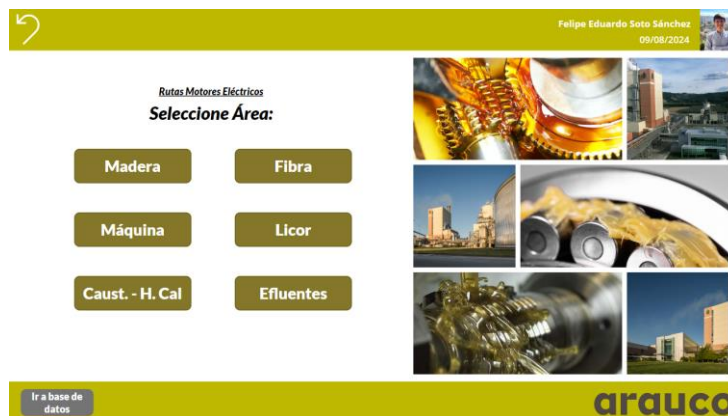 Felipe Eduardo Soto Sánchez
09/08/2024
Rutas Motores Eléctricos
Seleccione Área:
Madera
Fibra
Máquina
Licor
Caust. - H. Cal
Efluentes
Ir a base de
datos
arauco